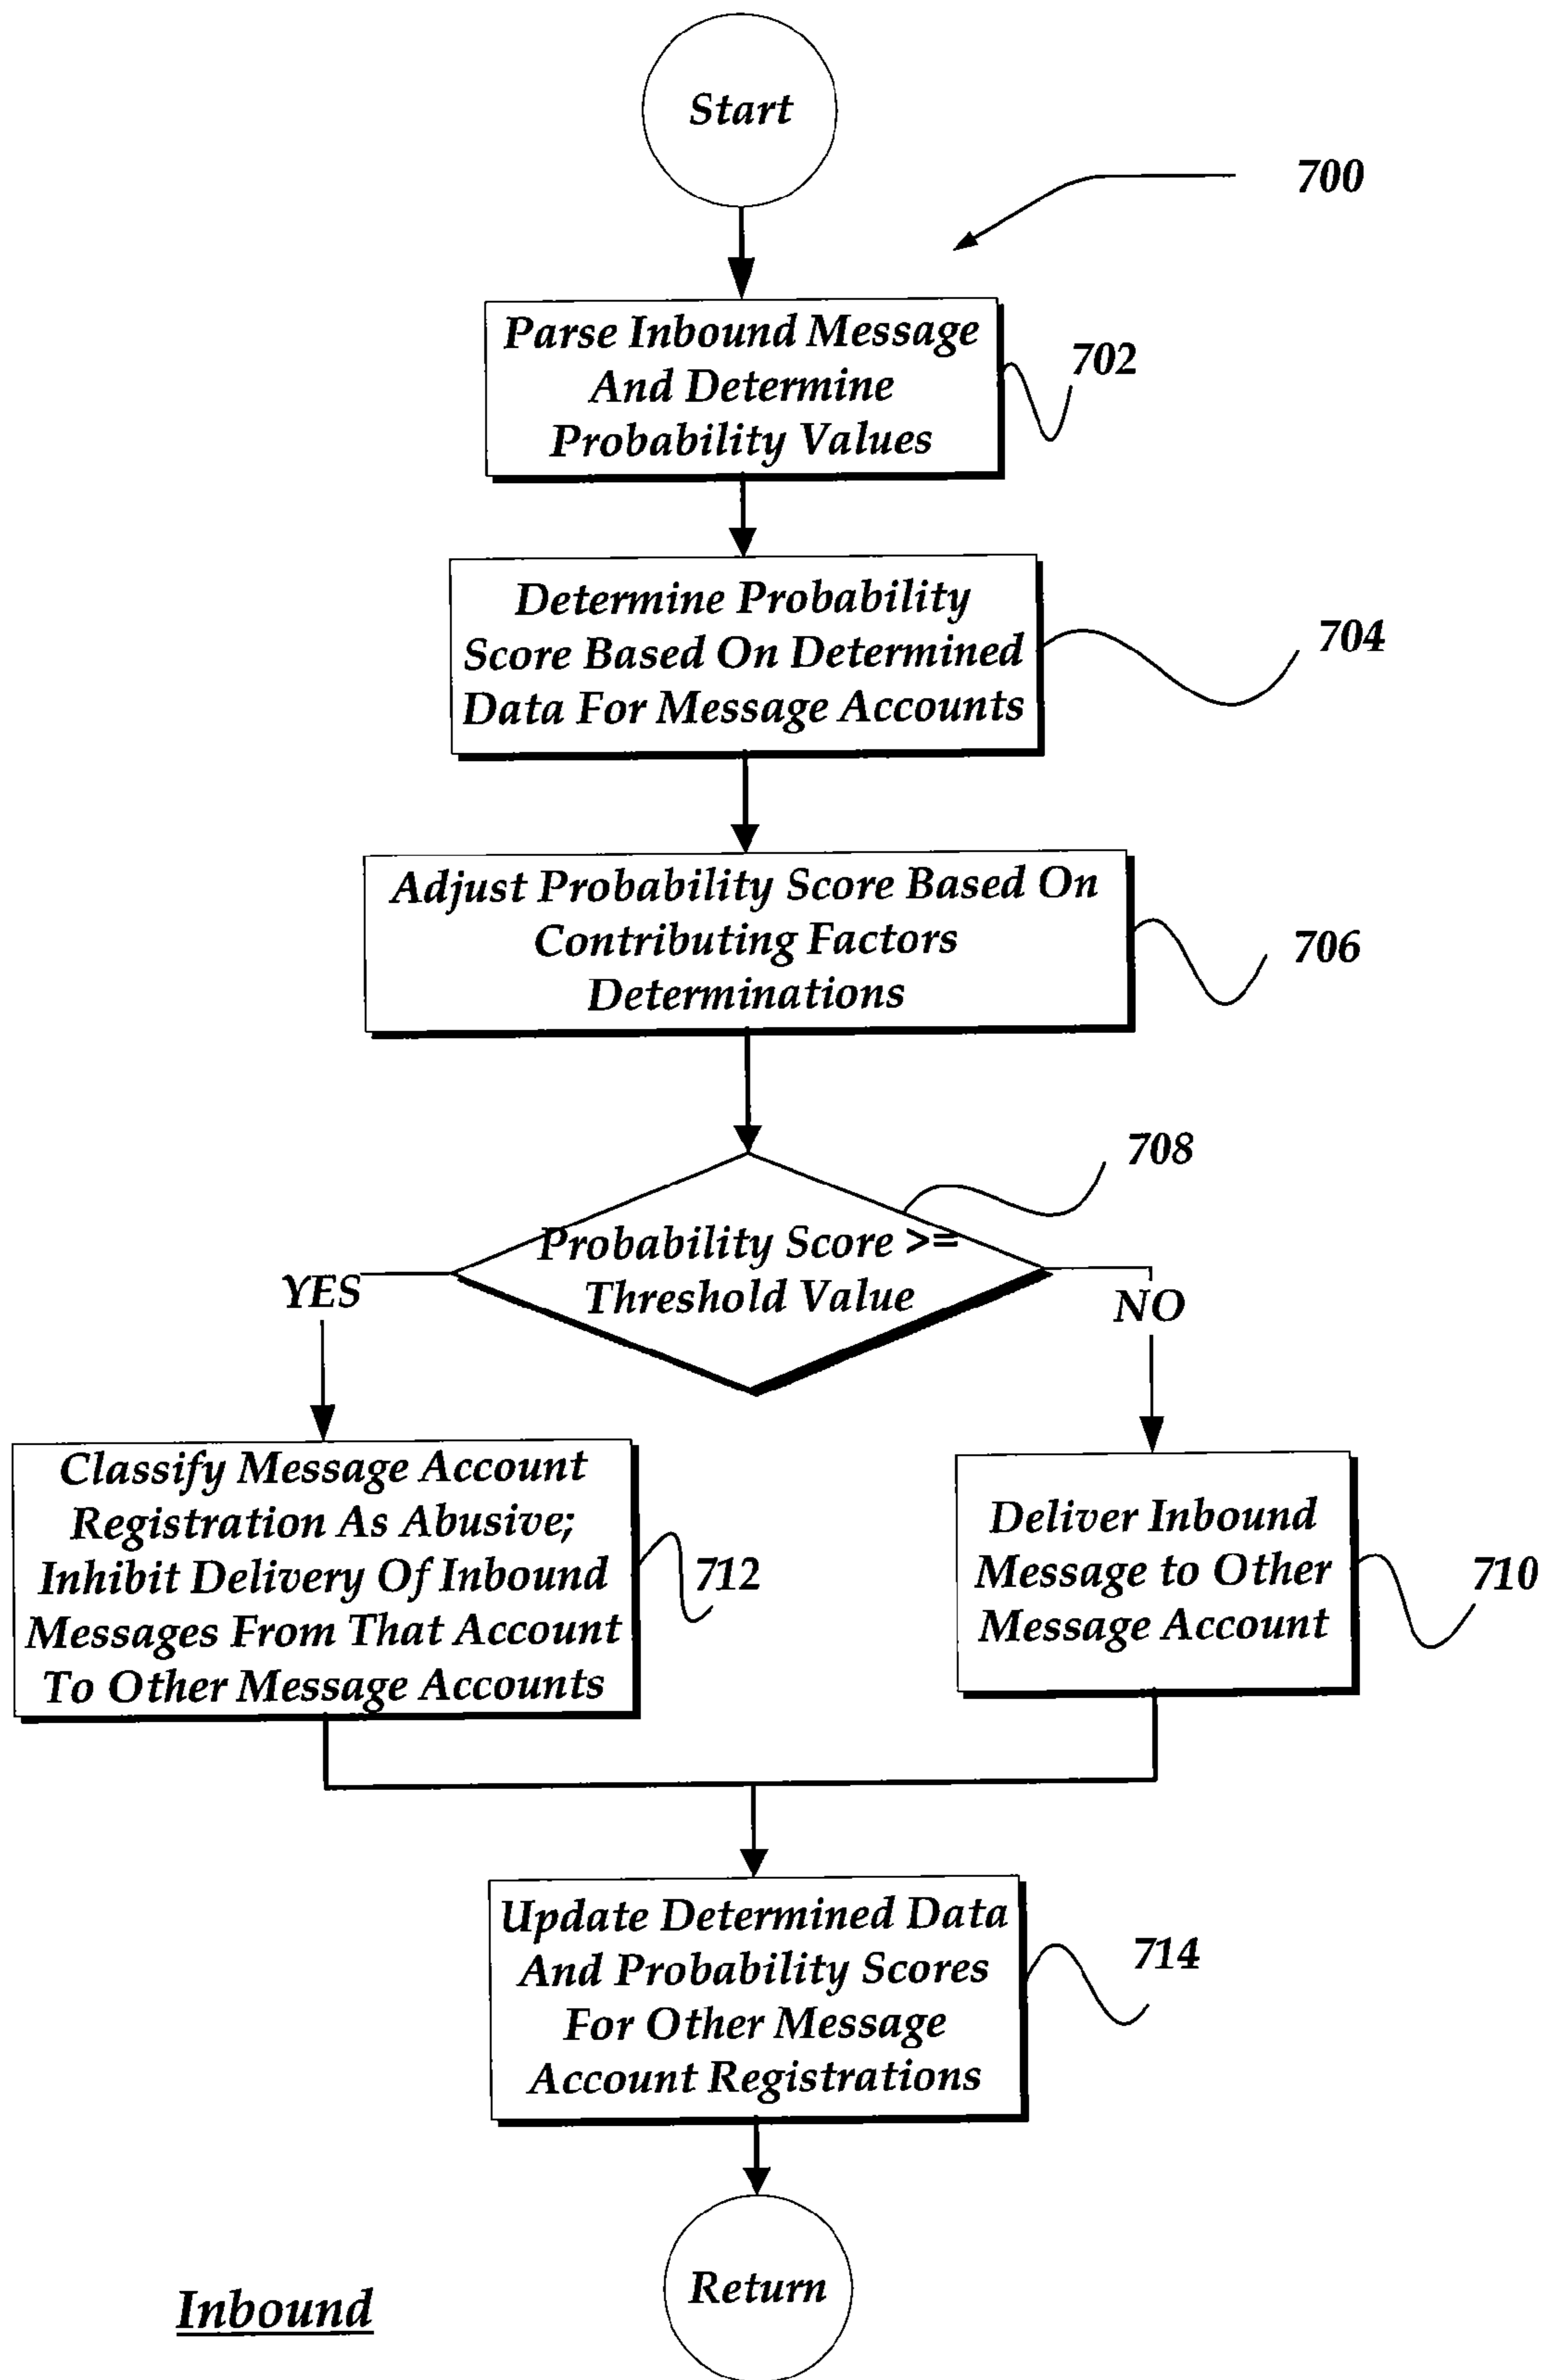 Start
700
Parse Inbound Message
And Determine
Probability Values
702
Determine Probability
Score Based On Determined
Data For Message Accounts
704
Adjust Probability Score Based On
Contributing Factors
Determinations
706
708
Probability Score >=
Threshold Value
YES
NO
Classify Message Account
Registration As Abusive;
Inhibit Delivery Of Inbound
Messages From That Account
To Other Message Accounts
712
Deliver Inbound
Message to Other
Message Account
710
Update Determined Data
And Probability Scores
For Other Message
Account Registrations
714
Return
Inbound